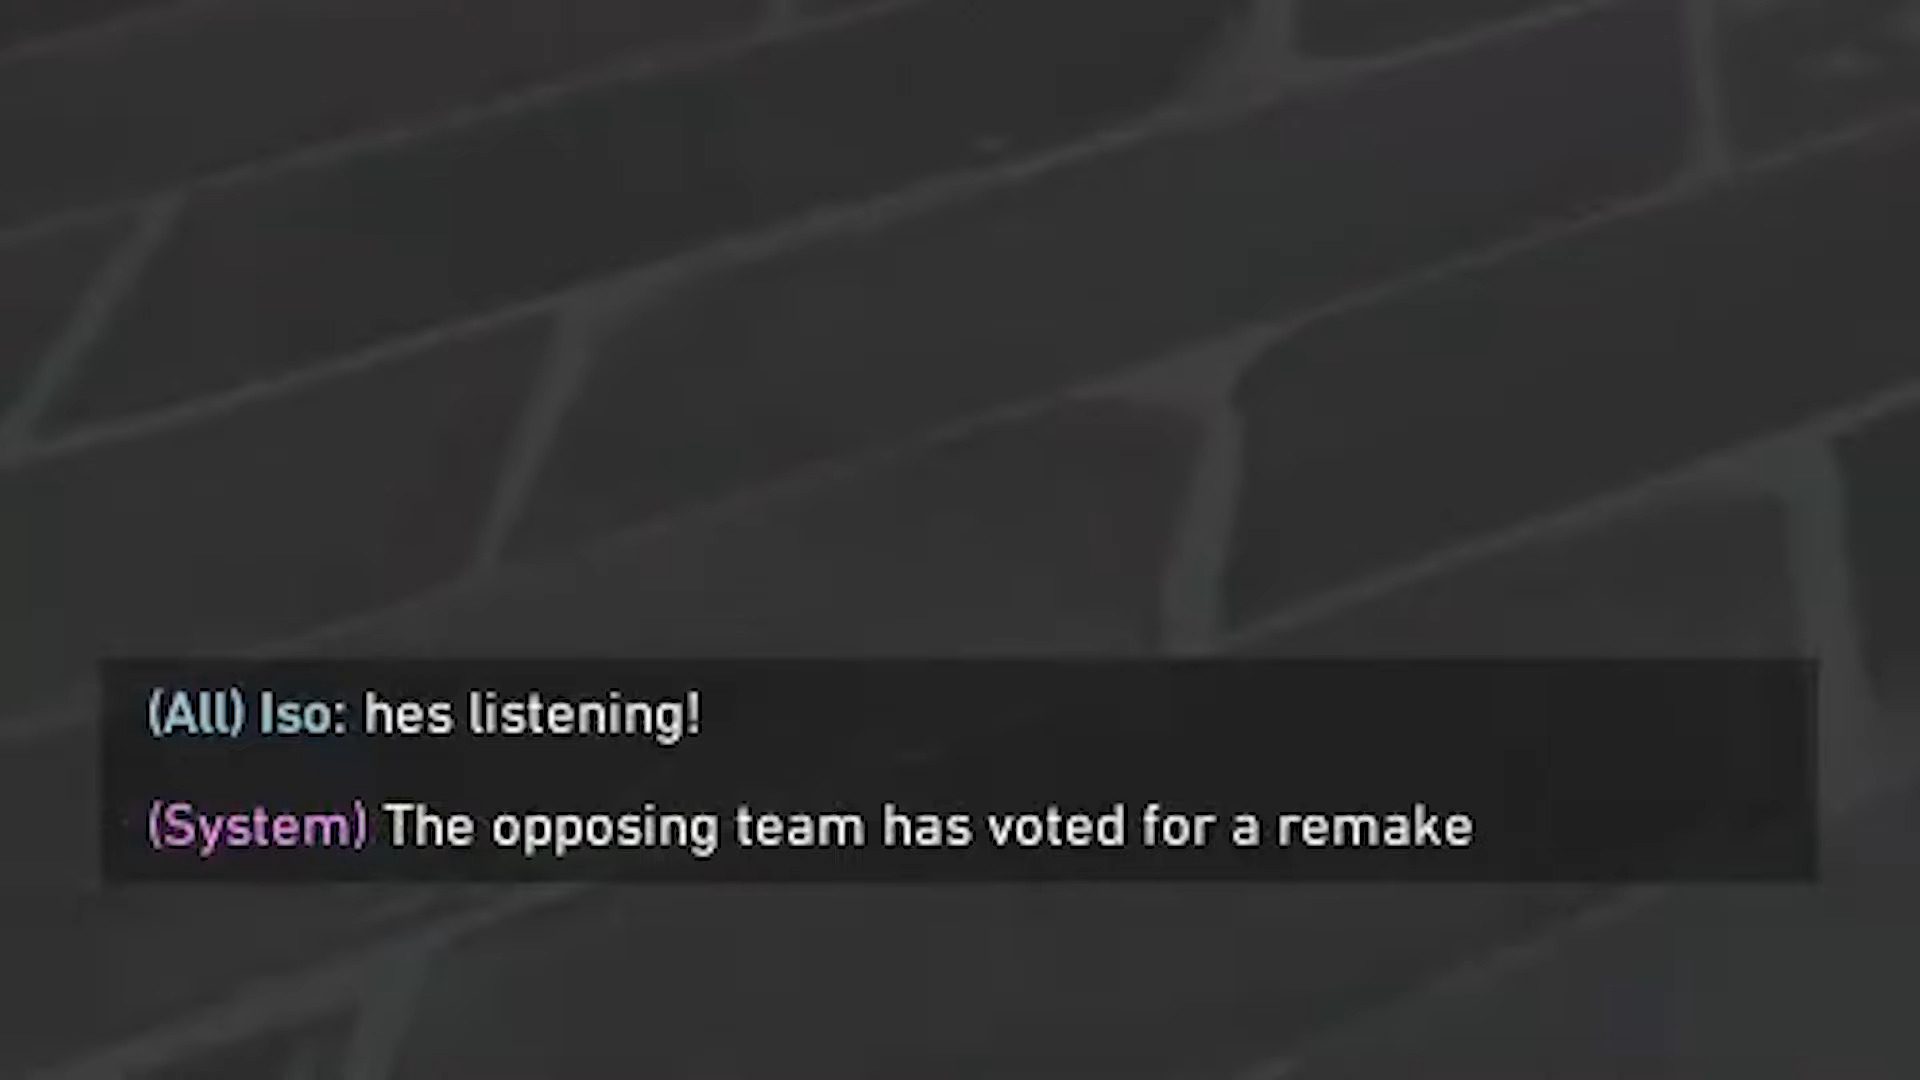 (All) Iso: hes listening!
(System) The opposing team has voted for a remake